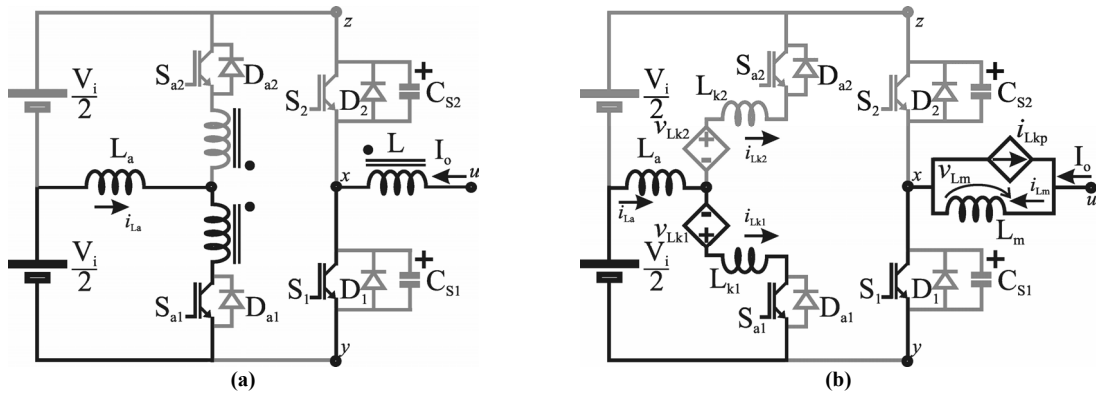 z
S_a2 D_a2
V_i/2
S_2 D_2 + C_S2
L_a
L I_o
x u
i_La
V_i/2
S_a1 D_a1
S_1 D_1 + C_S1
y
(a)
z
S_a2 D_a2
V_i/2
L_k2
S_2 D_2 + C_S2
v_Lk2 + -
i_Lk2
L_a
i_Lkp
I_o
x v_Lm i_Lm u
i_La
i_Lk1
L_m
v_Lk1 - +
V_i/2
L_k1
S_a1 D_a1
S_1 D_1 + C_S1
y
(b)